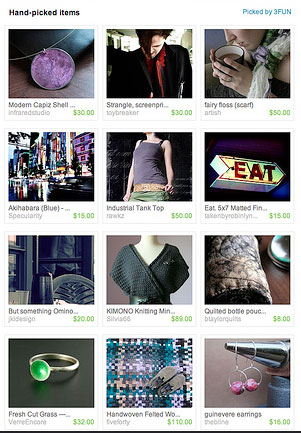 Hand-picked items Picked by 3FUN
Modern Capiz Shell ...
infraredstudio $30.00
Strangle, screenpri...
toybreaker $30.00
fairy floss (scarf)
artish $50.00
Akihabara (Blue) - ...
Specularity $15.00
Industrial Tank Top
rawkz $50.00
EAT
Eat. 5x7 Matted Fin...
takenbyrobinlyn... $15.00
But something Omino...
jkldesign $20.00
KIMONO Knitting Min...
Silvia66 $89.00
Quilted bottle pouc...
btaylorquilts $8.00
Fresh Cut Grass —...
VerreEncore $32.00
Handwoven Felted Wo...
fiveforty $110.00
guinevere earrings
thebline $16.00